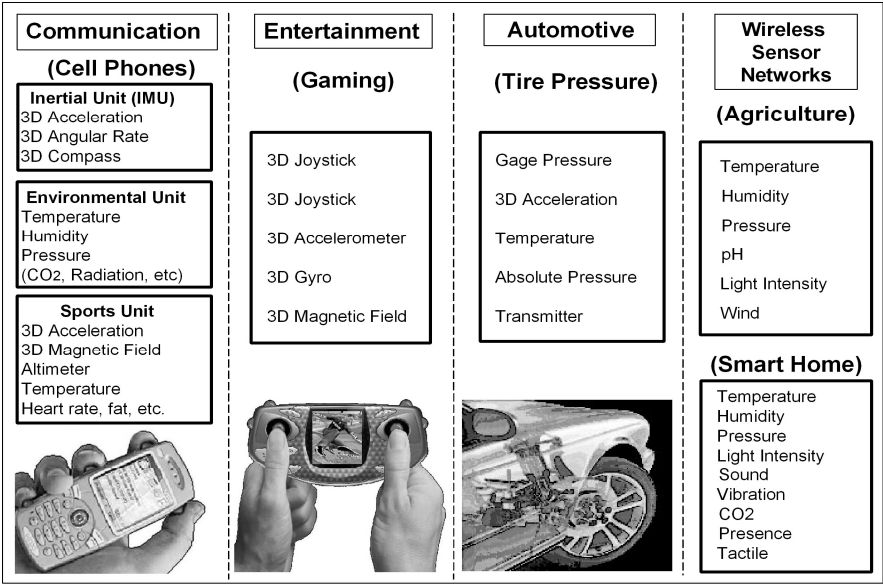 Communication
(Cell Phones)
Inertial Unit (IMU)
3D Acceleration
3D Angular Rate
3D Compass
Environmental Unit
Temperature
Humidity
Pressure
(CO2, Radiation, etc)
Sports Unit
3D Acceleration
3D Magnetic Field
Altimeter
Temperature
Heart rate, fat, etc.
Entertainment
(Gaming)
3D Joystick
3D Joystick
3D Accelerometer
3D Gyro
3D Magnetic Field
Automotive
(Tire Pressure)
Gage Pressure
3D Acceleration
Temperature
Absolute Pressure
Transmitter
Wireless
Sensor
Networks
(Agriculture)
Temperature
Humidity
Pressure
pH
Light Intensity
Wind
(Smart Home)
Temperature
Humidity
Pressure
Light Intensity
Sound
Vibration
CO2
Presence
Tactile